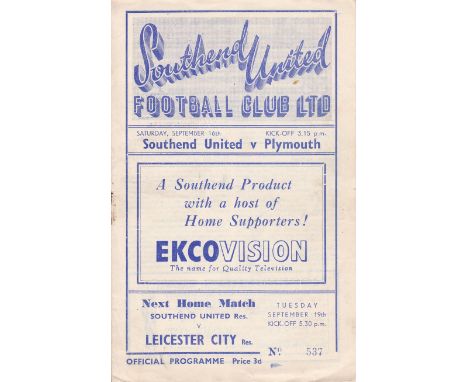 Southend United
FOOTBALL CLUB LTD
SATURDAY, SEPTEMBER 16th KICK-OFF 3.15 p.m.
Southend United v Plymouth
A Southend Product
with a host of
Home Supporters!
EKCOVISION
The name for Quality Television
Next Home Match
SOUTHEND UNITED Res.
v
LEICESTER CITY Res.
TUESDAY
SEPTEMBER 19th
KICK-OFF 5.30 p.m.
No 537
OFFICIAL PROGRAMME Price 3d